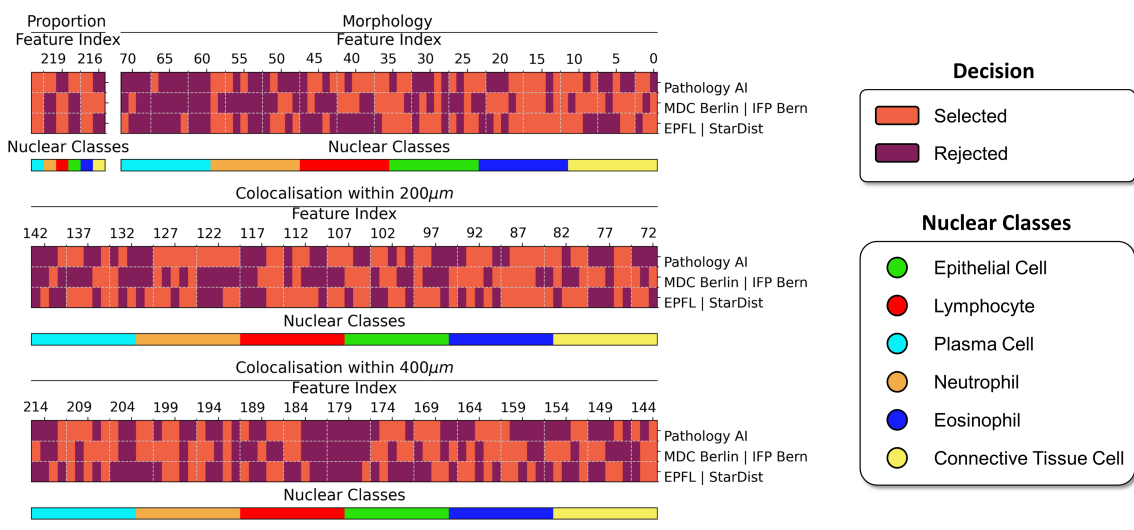 Proportion
Feature Index
219 216
Morphology
Feature Index
70 65 60 55 50 45 40 35 30 25 20 15 10 5 0
Pathology AI
MDC Berlin | IFP Bern
EPFL | StarDist
Nuclear Classes
Nuclear Classes
Colocalisation within 200μm
Feature Index
142 137 132 127 122 117 112 107 102 97 92 87 82 77 72
Pathology AI
MDC Berlin | IFP Bern
EPFL | StarDist
Nuclear Classes
Colocalisation within 400μm
Feature Index
214 209 204 199 194 189 184 179 174 169 164 159 154 149 144
Pathology AI
MDC Berlin | IFP Bern
EPFL | StarDist
Nuclear Classes
Decision
Selected
Rejected
Nuclear Classes
Epithelial Cell
Lymphocyte
Plasma Cell
Neutrophil
Eosinophil
Connective Tissue Cell